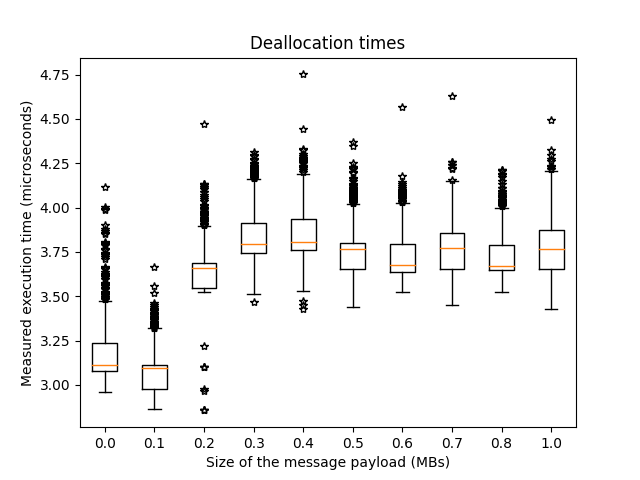 Deallocation times
Measured execution time (microseconds)
4.75
4.50
4.25
4.00
3.75
3.50
3.25
3.00
0.0 0.1 0.2 0.3 0.4 0.5 0.6 0.7 0.8 1.0
Size of the message payload (MBs)